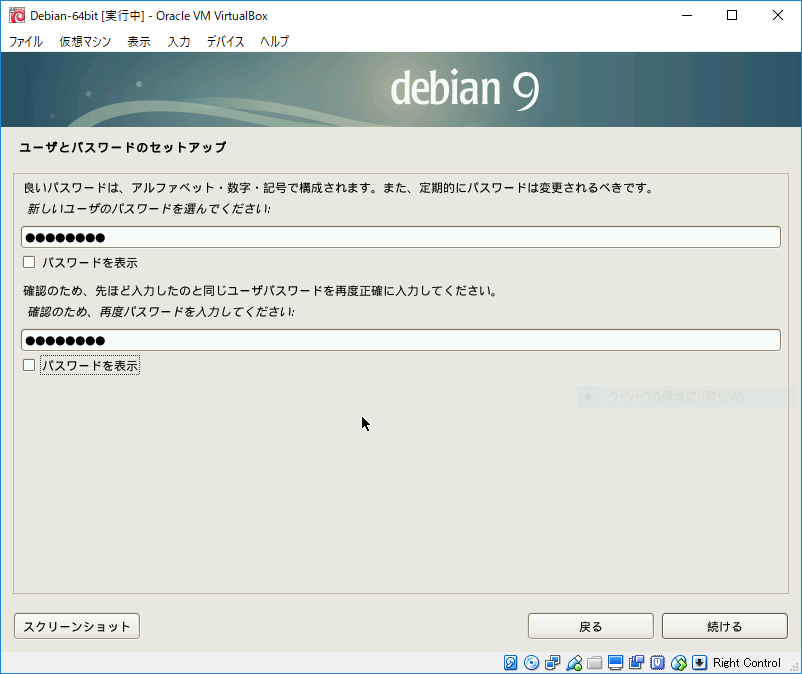 Debian-64bit [実行中] - Oracle VM VirtualBox
ファイル 仮想マシン 表示 入力 デバイス ヘルプ
debian 9
ユーザとパスワードのセットアップ
良いパスワードは、アルファベット・数字・記号で構成されます。また、定期的にパスワードは変更されるべきです。
新しいユーザのパスワードを選んでください:
●●●●●●●●
パスワードを表示
確認のため、先ほど入力したのと同じユーザパスワードを再度正確に入力してください。
確認のため、再度パスワードを入力してください:
●●●●●●●●
パスワードを表示
ウィンドウの領域切り取り(W)
スクリーンショット 戻る 続ける
Right Control